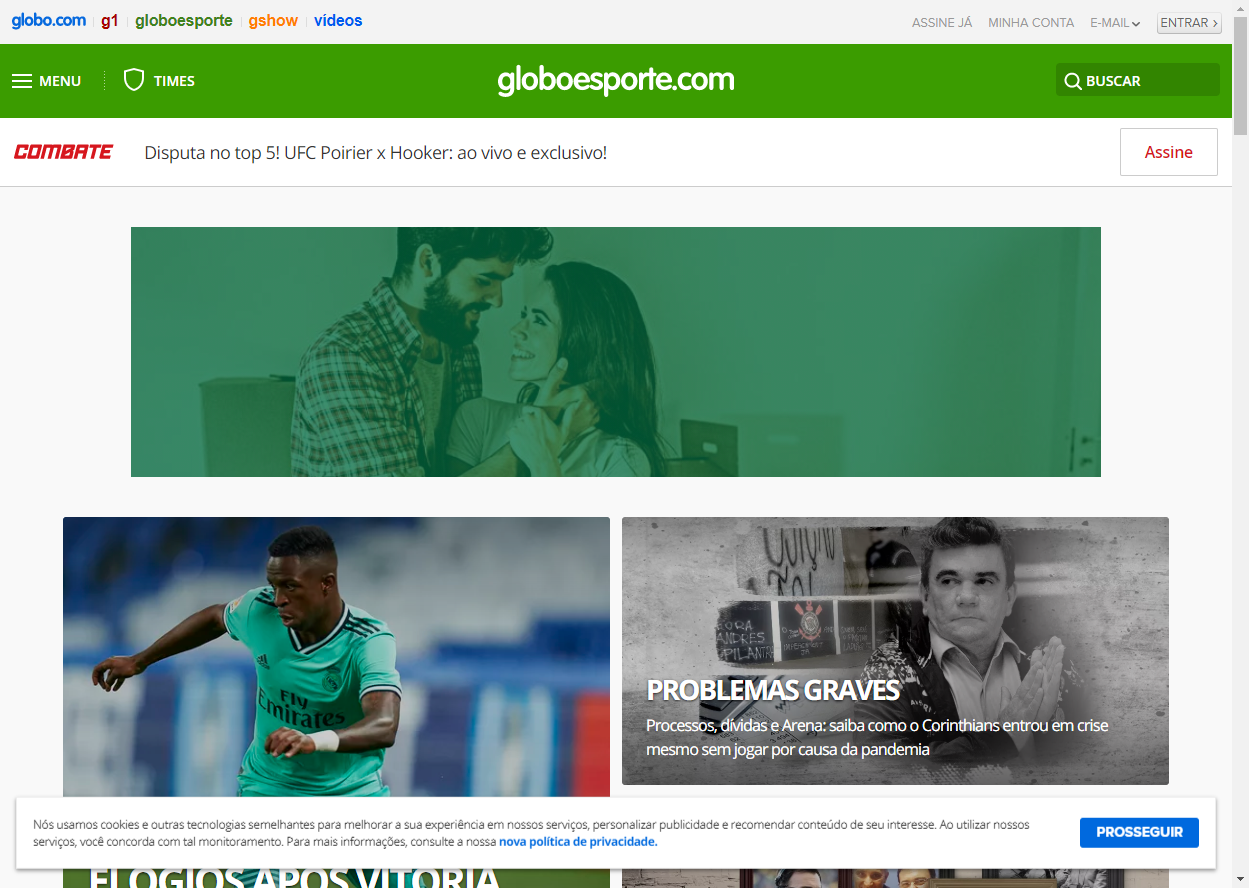 globo.com g1 globoesporte gshow vídeos ASSINE JÁ MINHA CONTA E-MAIL ENTRAR
MENU TIMES globoesporte.com BUSCAR
COMBATE Disputa no top 5! UFC Poirier x Hooker: ao vivo e exclusivo! Assine
Fly
Emirates
FORA
ANDRES
PROBLEMAS GRAVES
Processos, dívidas e Arena: saiba como o Corinthians entrou em crise
mesmo sem jogar por causa da pandemia
Nós usamos cookies e outras tecnologias semelhantes para melhorar a sua experiência em nossos serviços, personalizar publicidade e recomendar conteúdo de seu interesse. Ao utilizar nossos
serviços, você concorda com tal monitoramento. Para mais informações, consulte a nossa nova política de privacidade.
PROSSEGUIR
ELOGIOS APÓS VITÓRIA